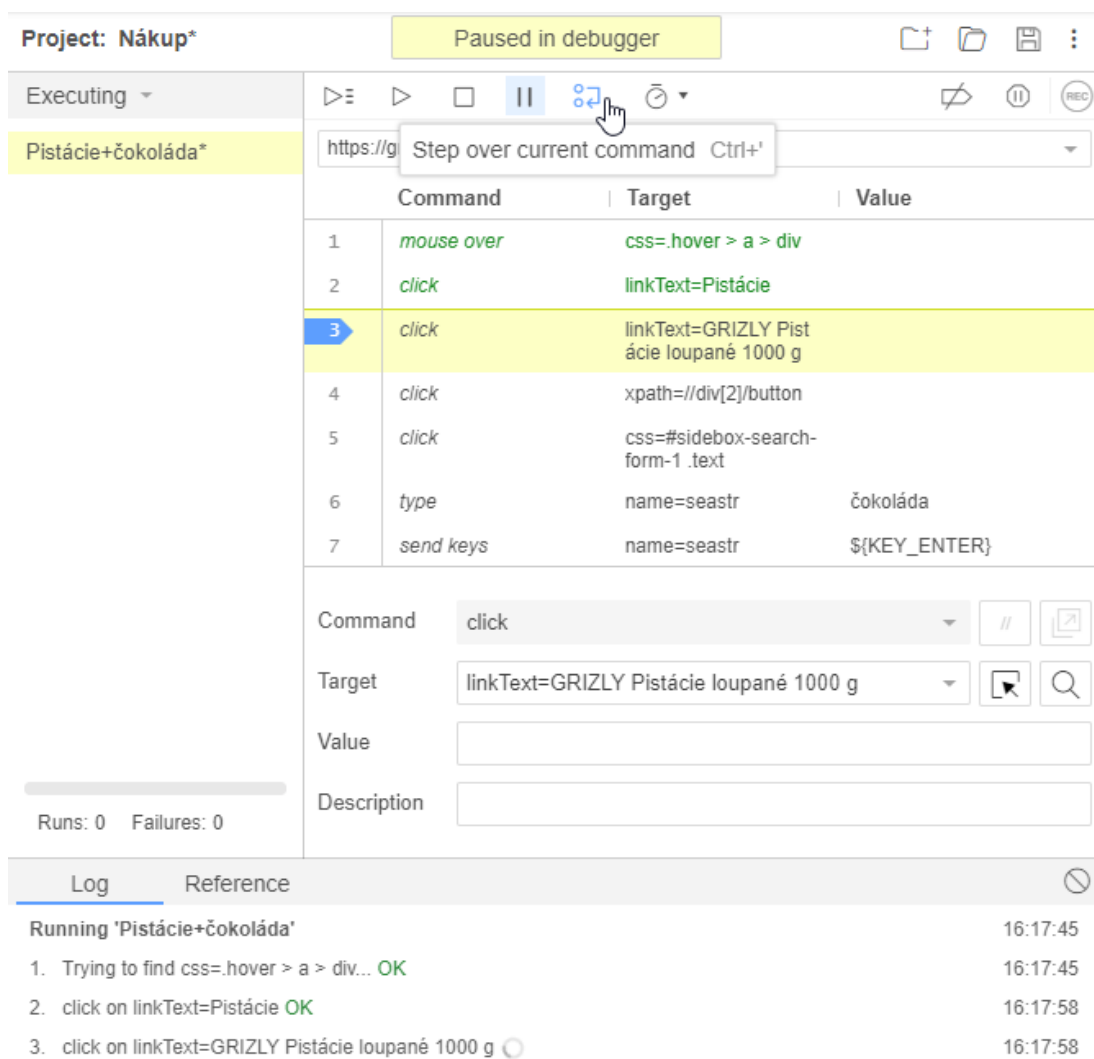 Project: Nákup*
Paused in debugger
Executing
REC
Pistácie+čokoláda*
https://g
Step over current command Ctrl+'
Command Target Value
1 mouse over css=.hover > a > div
2 click linkText=Pistácie
3 click linkText=GRIZLY Pist
ácie loupané 1000 g
4 click xpath=//div[2]/button
5 click css=#sidebox-search-
form-1 .text
6 type name=seastr čokoláda
7 send keys name=seastr ${KEY_ENTER}
Command click //
Target linkText=GRIZLY Pistácie loupané 1000 g
Value
Description
Runs: 0 Failures: 0
Log Reference
Running 'Pistácie+čokoláda' 16:17:45
1. Trying to find css=.hover > a > div... OK 16:17:45
2. click on linkText=Pistácie OK 16:17:58
3. click on linkText=GRIZLY Pistácie loupané 1000 g 16:17:58